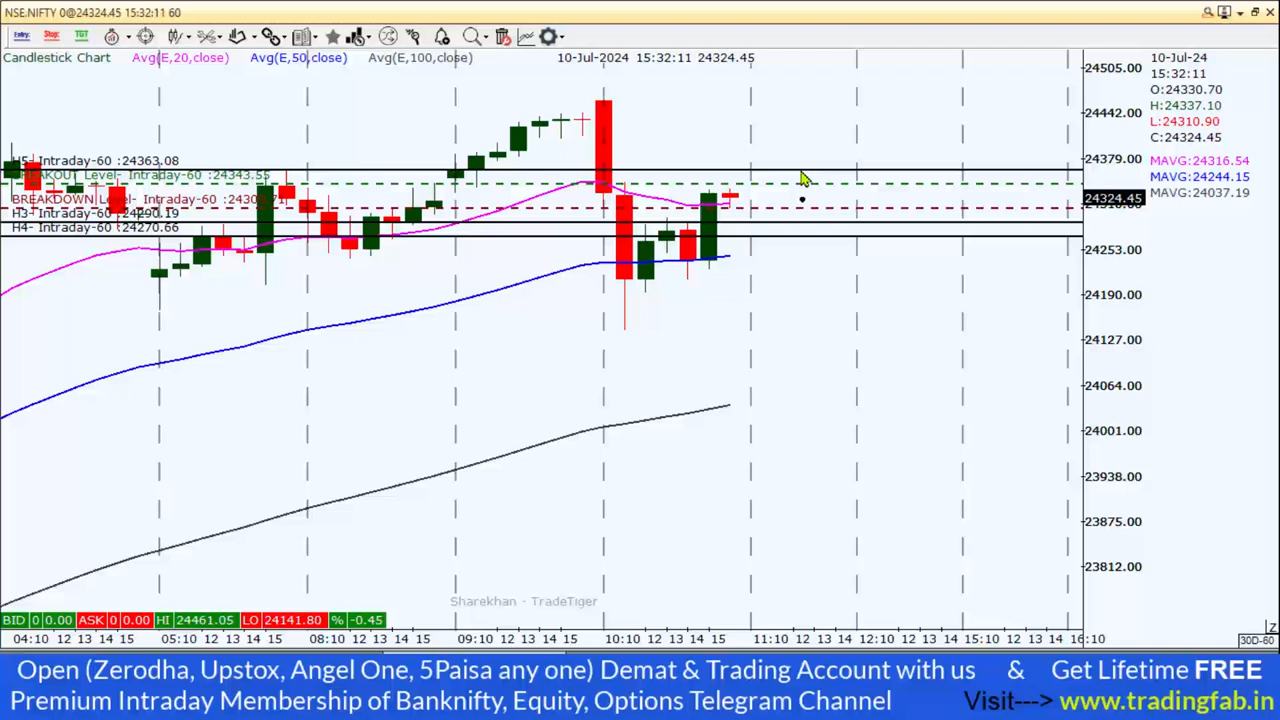 NSE.NIFTY 0@24324.45 15:32:11 60
Entry: Stop: TGT
Candlestick Chart Avg(E,20,close) Avg(E,50,close) Avg(E,100,close) 10-Jul-2024 15:32:11 24324.45
10-Jul-24
15:32:11
O:24330.70
H:24337.10
L:24310.90
C:24324.45
MAVG:24316.54
MAVG:24244.15
MAVG:24037.19
24505.00
24442.00
24379.00
24324.45
24253.00
24190.00
24127.00
24064.00
24001.00
23938.00
23875.00
23812.00
H5- Intraday-60 :24363.08
BREAKOUT Level- Intraday-60 :24343.55
BREAKDOWN Level- Intraday-60
H3- Intraday-60 :24290.19
H4- Intraday-60 :24270.66
Sharekhan - TradeTiger
BID 0 0.00 ASK 0 0.00 HI 24461.05 LO 24141.80 % -0.45
04:10 12 13 14 15 05:10 12 13 14 15 08:10 12 13 14 15 09:10 12 13 14 15 10:10 12 13 14 15 11:10 12 13 14 12:10 12 13 14 15:10 12 13 14 16:10
30D-60
Open (Zerodha, Upstox, Angel One, 5Paisa any one) Demat & Trading Account with us & Get Lifetime FREE
Premium Intraday Membership of Banknifty, Equity, Options Telegram Channel Visit---> www.tradingfab.in